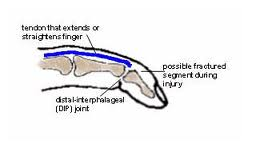 tendon that extends or
straightens finger
possible fractured
segment during
injury
distal-interphalageal
(DIP) joint